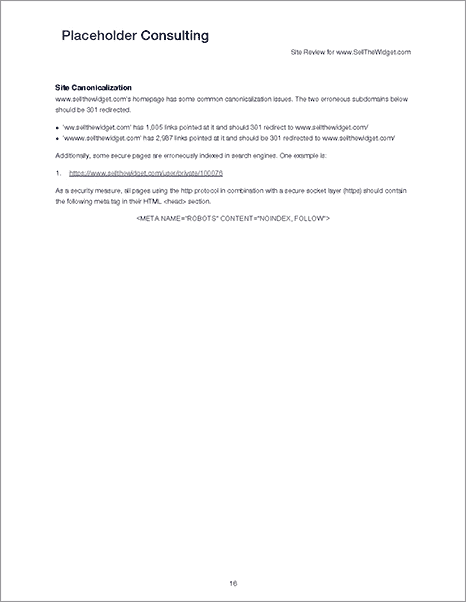 Placeholder Consulting
Site Review for www.SellTheWidget.com
Site Canonicalization
www.sellthewidget.com's homepage has some common canonicalization issues. The two erroneous subdomains below
should be 301 redirected.
• 'ww.sellthewidget.com' has 1,005 links pointed at it and should 301 redirect to www.sellthewidget.com/
• 'wwww.sellthewidget.com' has 2,987 links pointed at it and should be 301 redirected to www.sellthewidget.com/
Additionally, some secure pages are erroneously indexed in search engines. One example is:
1. https://www.sellthewidget.com/user/private/100076
As a security measure, all pages using the http protocol in combination with a secure socket layer (https) should contain
the following meta tag in their HTML <head> section.
<META NAME="ROBOTS" CONTENT="NOINDEX, FOLLOW">
16